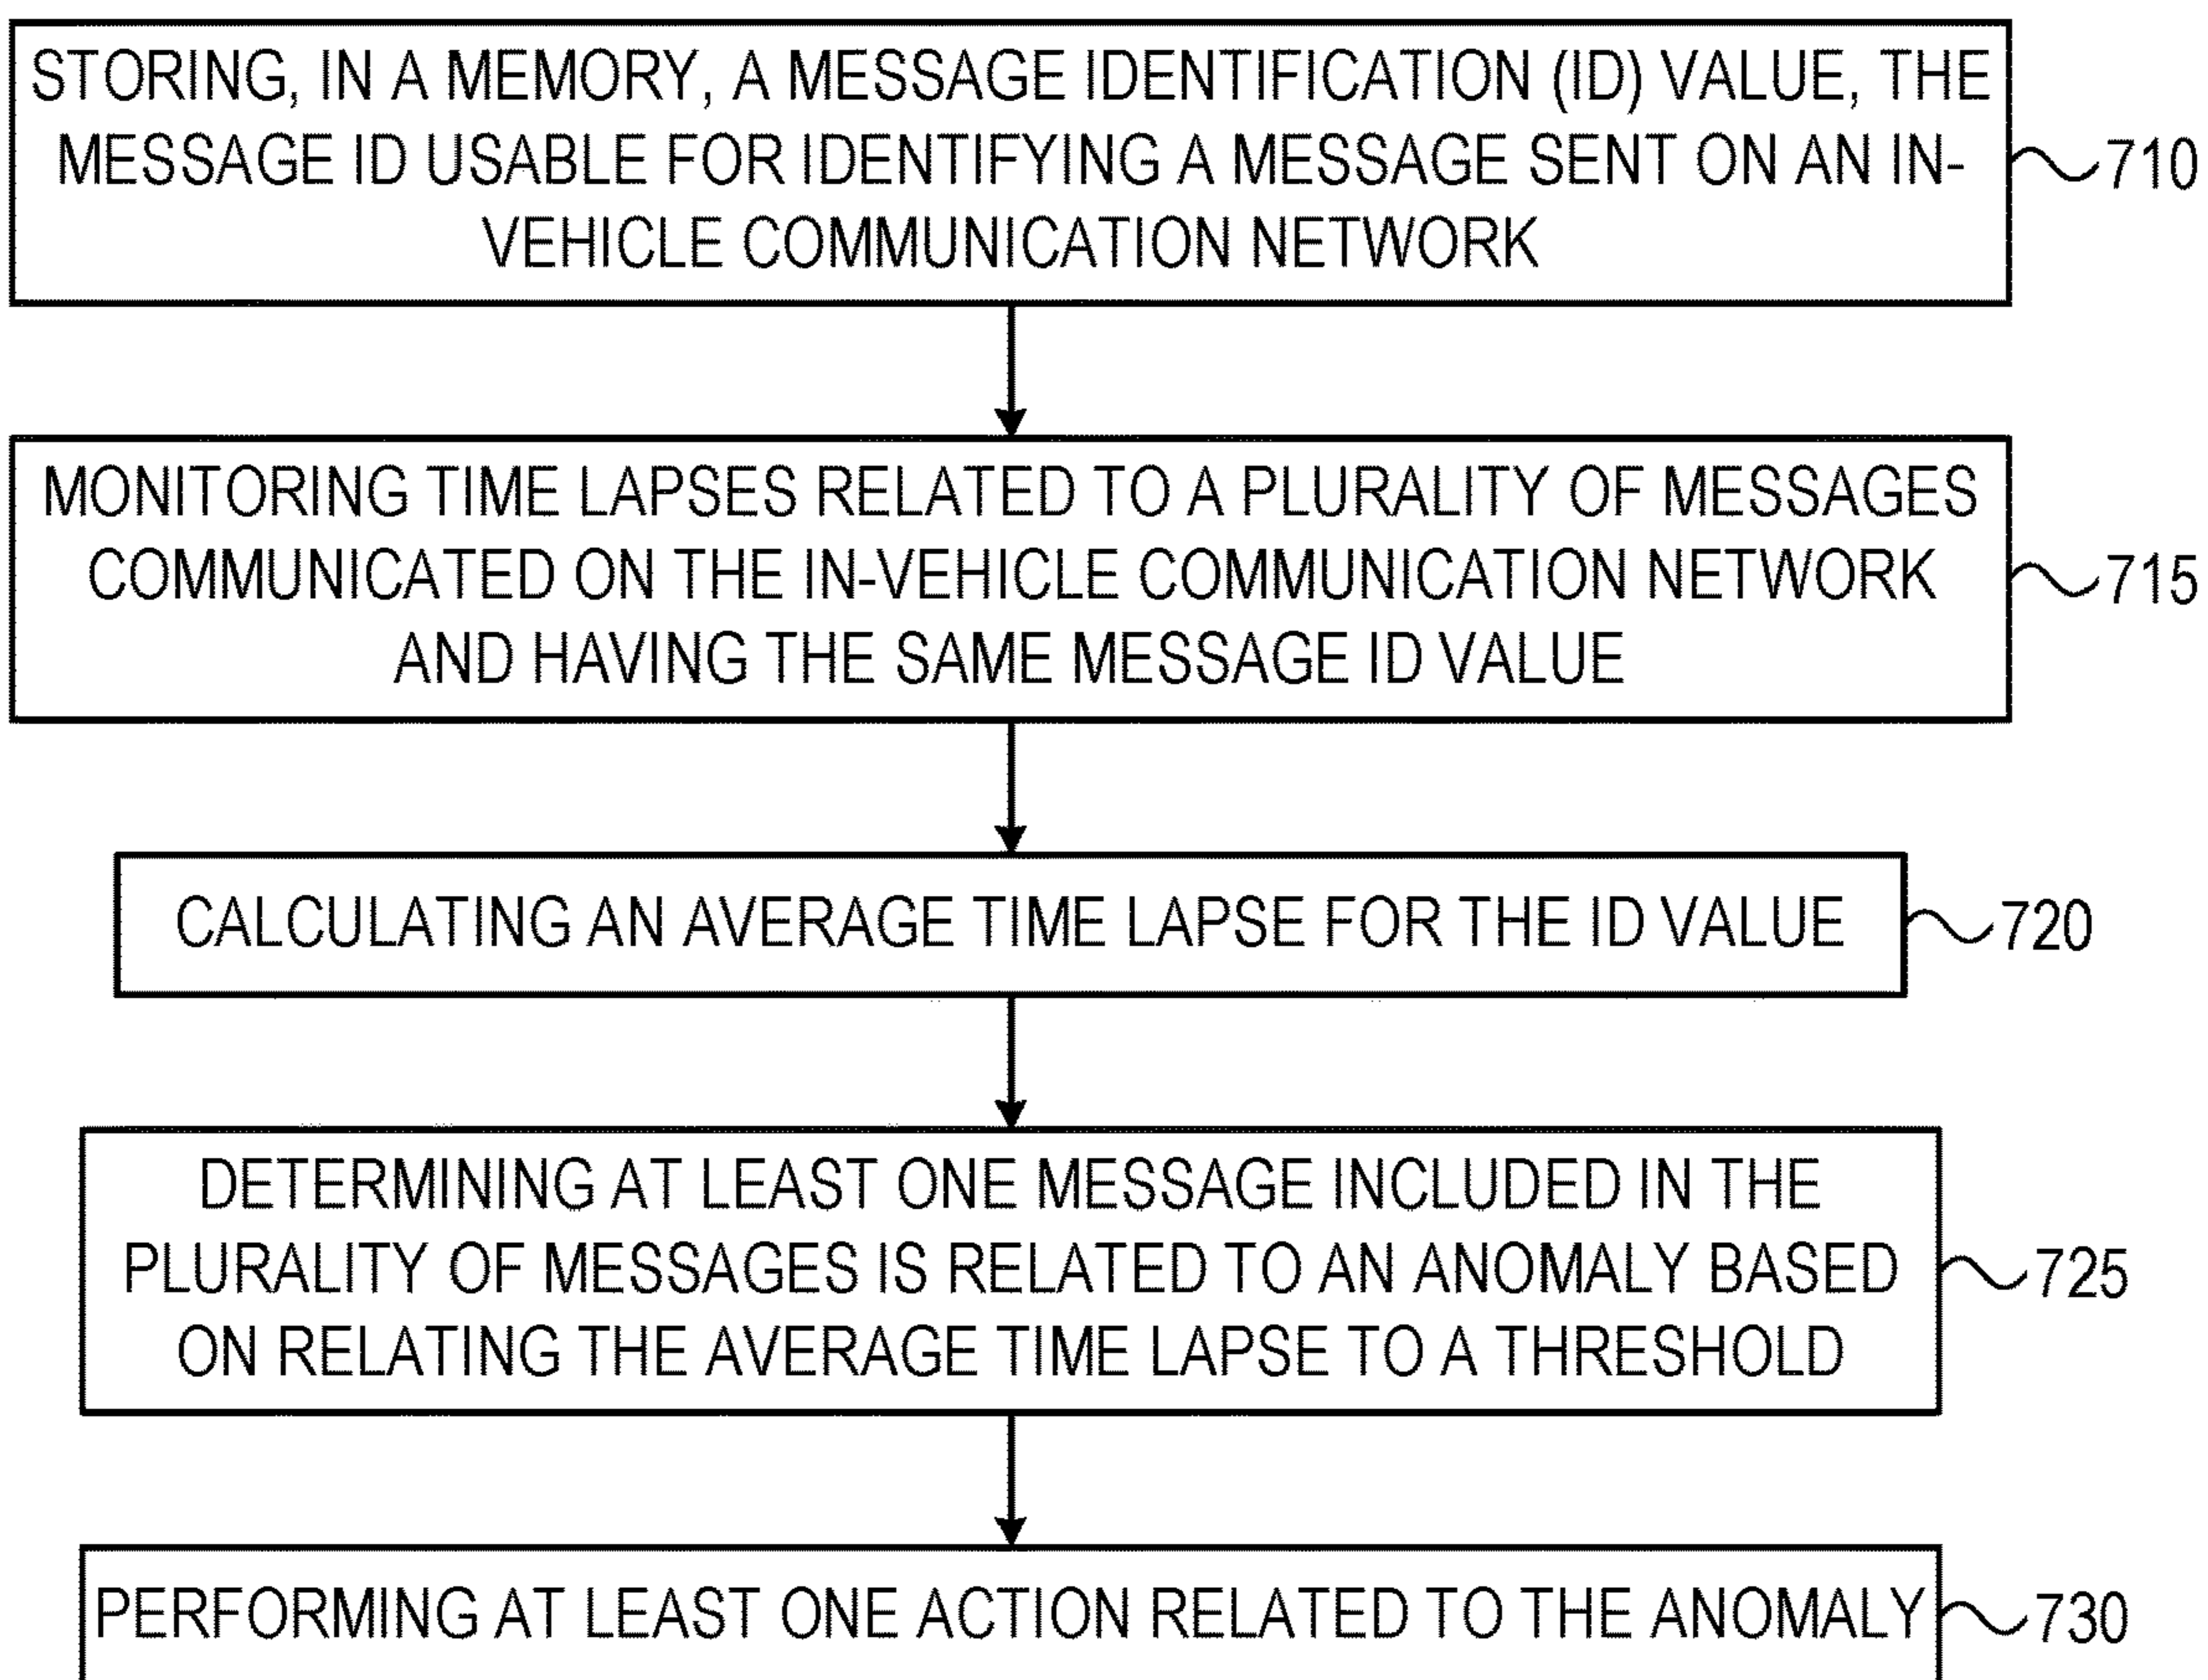 STORING, IN A MEMORY, A MESSAGE IDENTIFICATION (ID) VALUE, THE
MESSAGE ID USABLE FOR IDENTIFYING A MESSAGE SENT ON AN IN-
VEHICLE COMMUNICATION NETWORK
710
MONITORING TIME LAPSES RELATED TO A PLURALITY OF MESSAGES
COMMUNICATED ON THE IN-VEHICLE COMMUNICATION NETWORK
AND HAVING THE SAME MESSAGE ID VALUE
715
CALCULATING AN AVERAGE TIME LAPSE FOR THE ID VALUE
720
DETERMINING AT LEAST ONE MESSAGE INCLUDED IN THE
PLURALITY OF MESSAGES IS RELATED TO AN ANOMALY BASED
ON RELATING THE AVERAGE TIME LAPSE TO A THRESHOLD
725
PERFORMING AT LEAST ONE ACTION RELATED TO THE ANOMALY
730